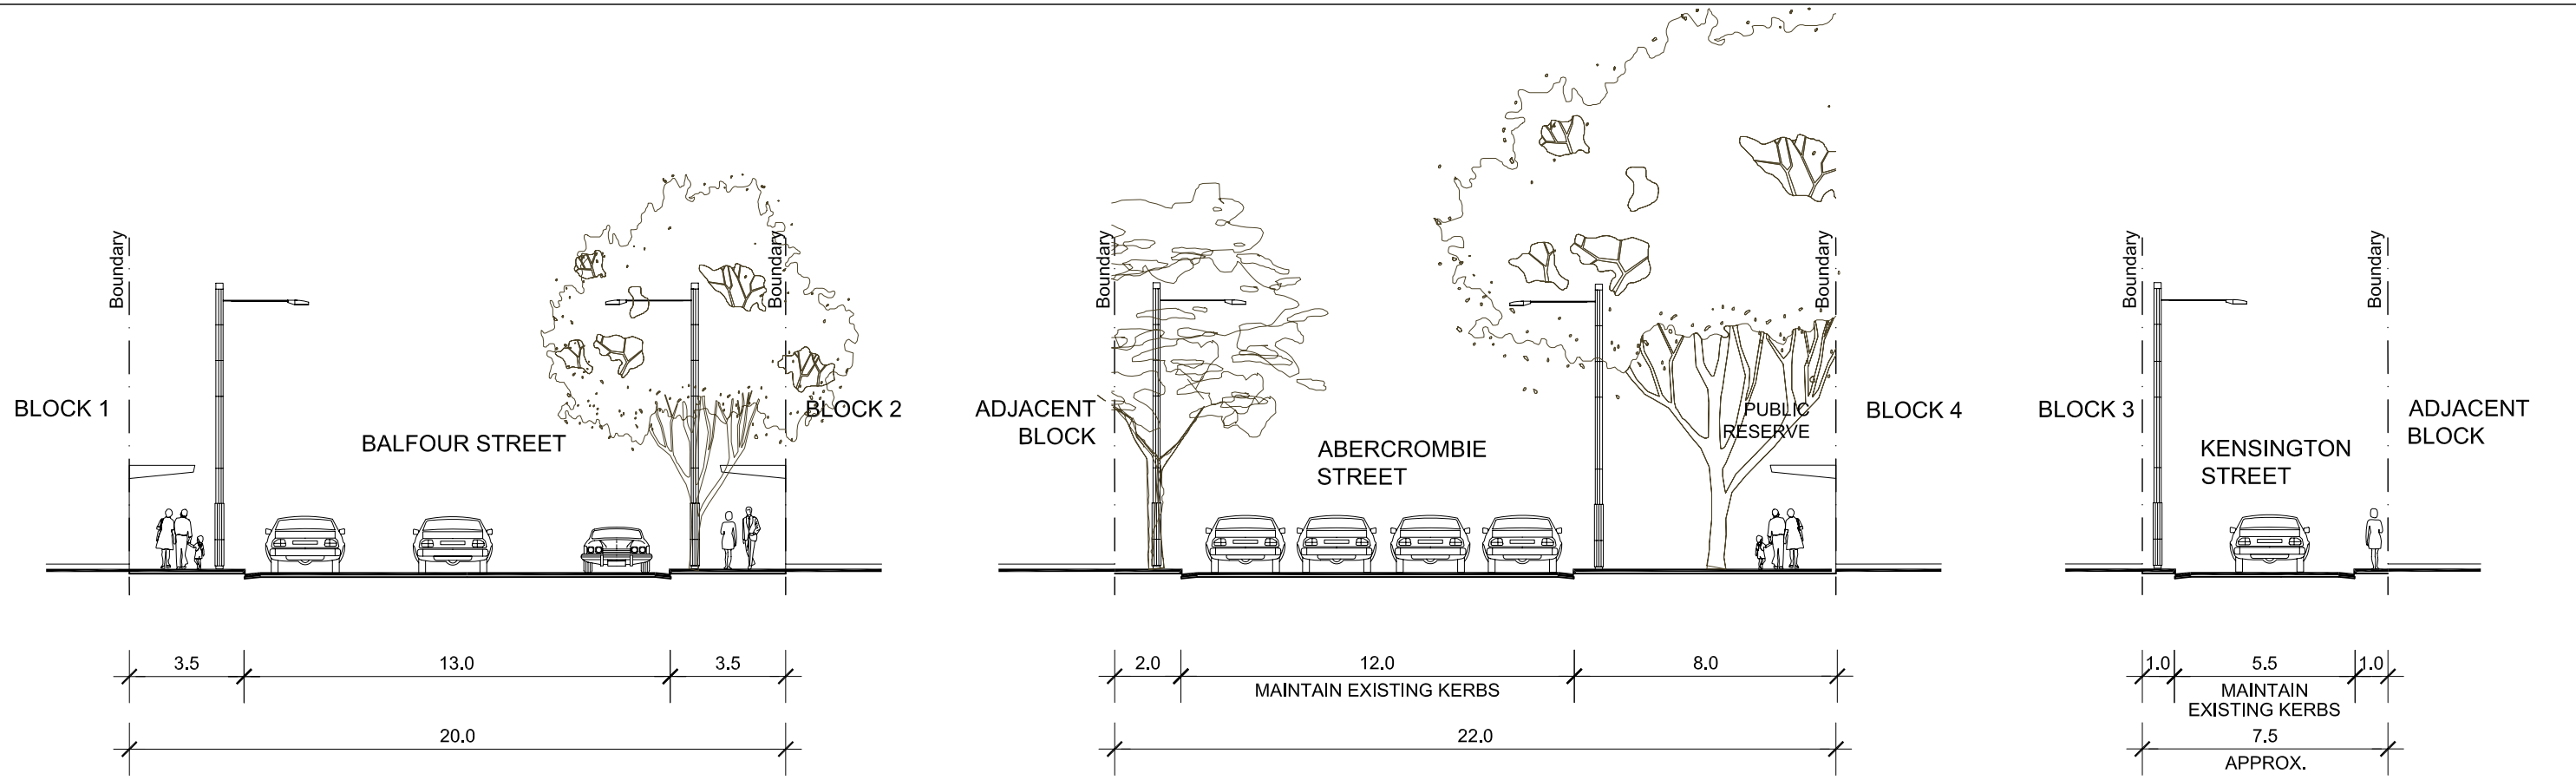 Boundary
BLOCK 1
BALFOUR STREET
Boundary
BLOCK 2
3.5
13.0
3.5
20.0
Boundary
ADJACENT
BLOCK
ABERCROMBIE
STREET
PUBLIC
RESERVE
Boundary
BLOCK 4
2.0
12.0
8.0
MAINTAIN EXISTING KERBS
22.0
Boundary
BLOCK 3
KENSINGTON
STREET
Boundary
ADJACENT
BLOCK
1.0
5.5
1.0
MAINTAIN
EXISTING KERBS
7.5
APPROX.